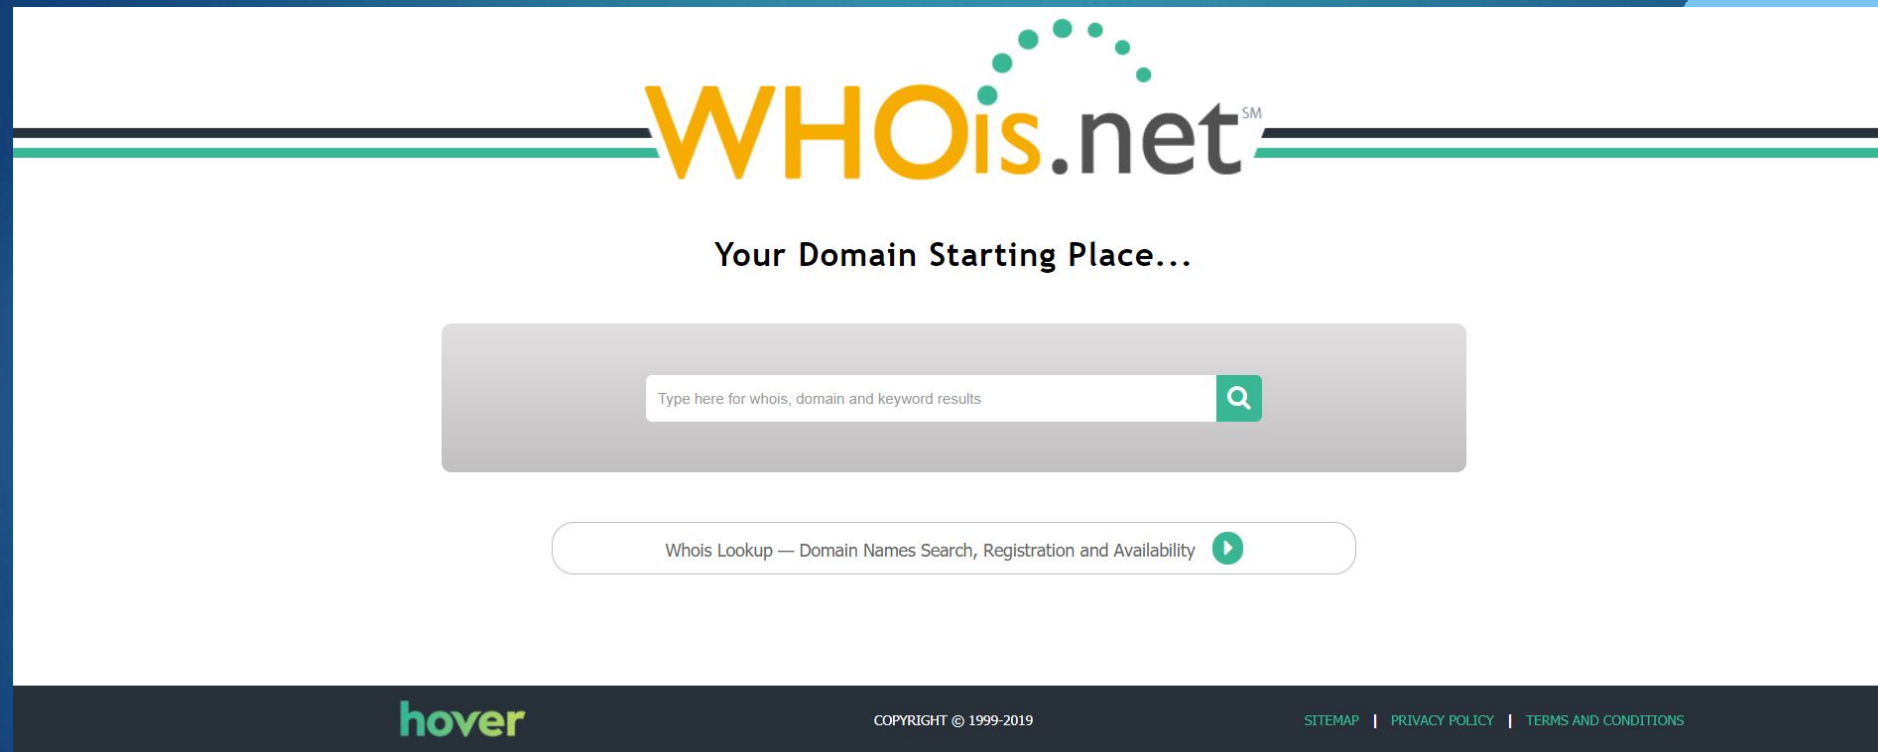 WHOis.net SM
Your Domain Starting Place...
Type here for whois, domain and keyword results
Whois Lookup — Domain Names Search, Registration and Availability
hover
COPYRIGHT © 1999-2019
SITEMAP | PRIVACY POLICY | TERMS AND CONDITIONS